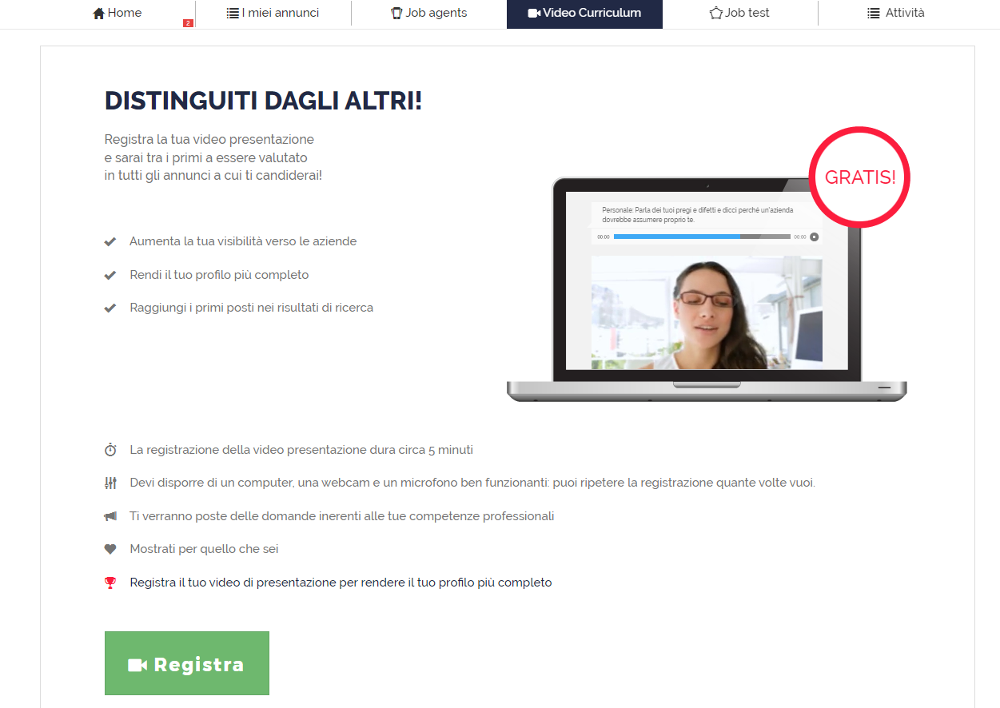 Home
2
I miei annunci
Job agents
Video Curriculum
Job test
Attività
DISTINGUITI DAGLI ALTRI!
Registra la tua video presentazione
e sarai tra i primi a essere valutato
in tutti gli annunci a cui ti candiderai!
GRATIS!
Personale: Parla dei tuoi pregi e difetti e dicci perchè un'azienda
dovrebbe assumere proprio te.
00:00
00:00
Aumenta la tua visibilità verso le aziende
Rendi il tuo profilo più completo
Raggiungi i primi posti nei risultati di ricerca
La registrazione della video presentazione dura circa 5 minuti
Devi disporre di un computer, una webcam e un microfono ben funzionanti: puoi ripetere la registrazione quante volte vuoi.
Ti verranno poste delle domande inerenti alle tue competenze professionali
Mostrati per quello che sei
Registra il tuo video di presentazione per rendere il tuo profilo più completo
Registra